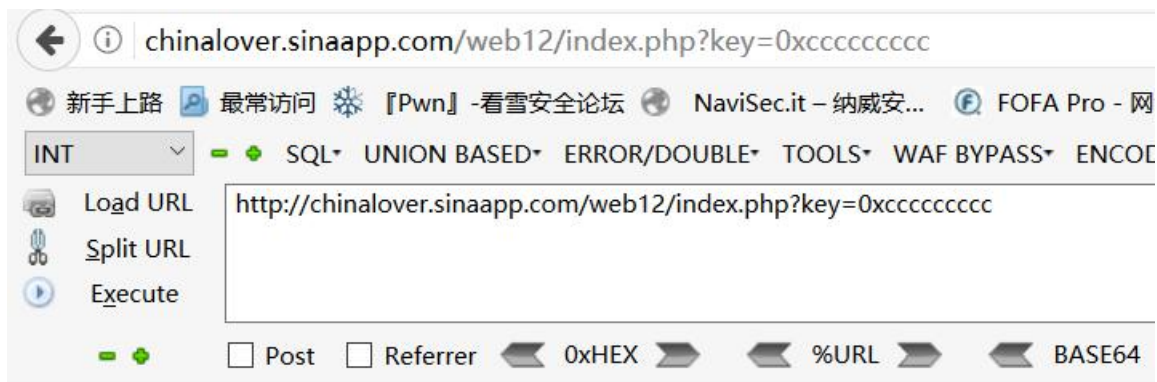 chinalover.sinaapp.com/web12/index.php?key=0xccccccccc
新手上路 最常访问 『Pwn』-看雪安全论坛 NaviSec.it – 纳威安... FOFA Pro - 网
INT SQL UNION BASED ERROR/DOUBLE TOOLS WAF BYPASS ENCOD
Load URL http://chinalover.sinaapp.com/web12/index.php?key=0xccccccccc
Split URL
Execute
Post Referrer 0xHEX %URL BASE64